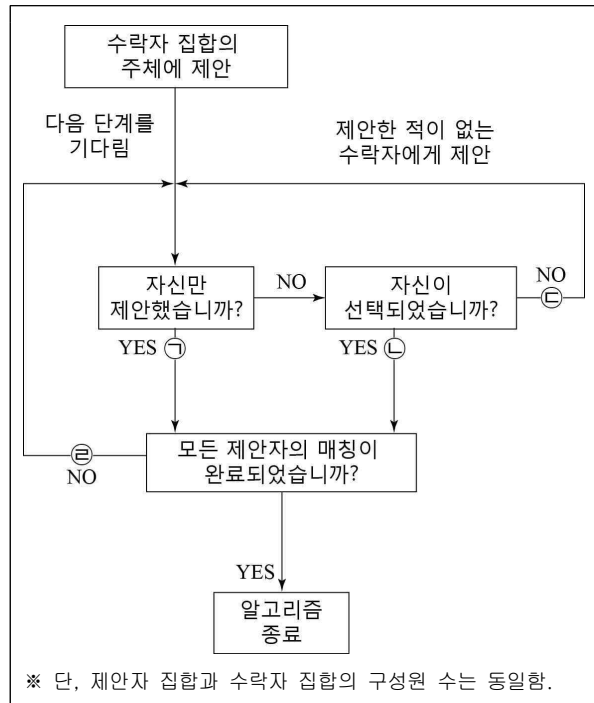 수락자 집합의
주체에 제안
다음 단계를
기다림
제안한 적이 없는
수락자에게 제안
자신만
제안했습니까?
NO
자신이
선택되었습니까?
NO
㉢
YES ㉠
YES ㉡
모든 제안자의 매칭이
완료되었습니까?
㉣
NO
YES
알고리즘
종료
※ 단, 제안자 집합과 수락자 집합의 구성원 수는 동일함.